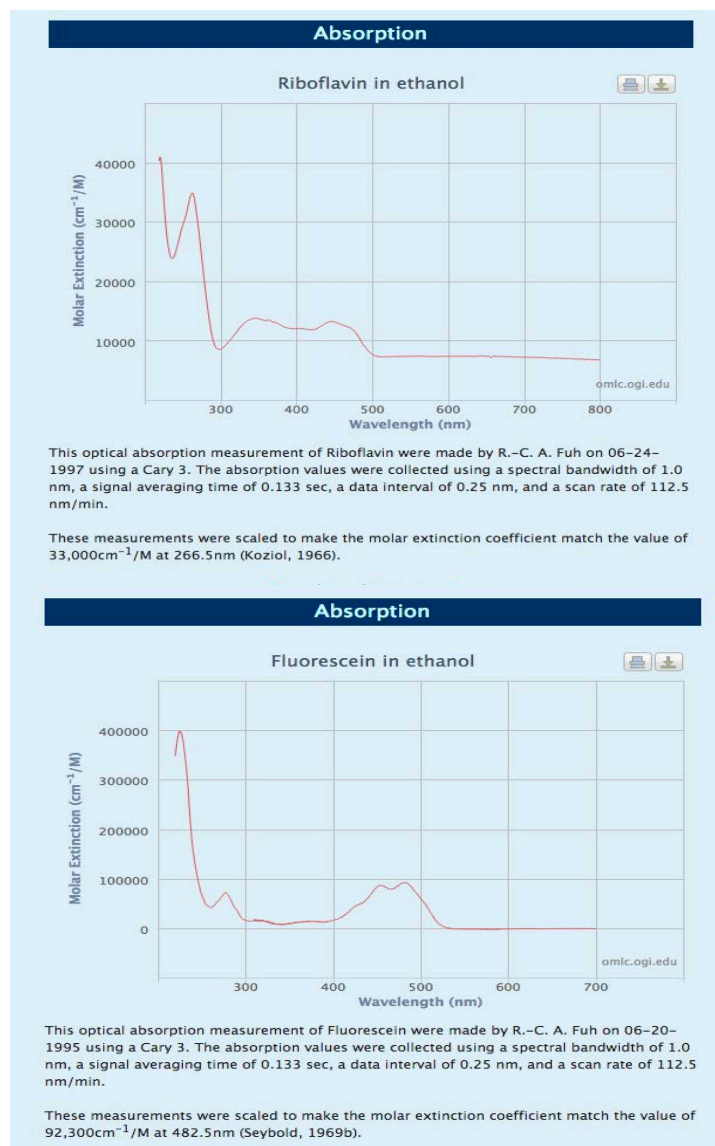 Absorption
Riboflavin in ethanol
40000
30000
20000
10000
Molar Extinction (cm⁻¹/M)
omlc.ogi.edu
300 400 500 600 700 800
Wavelength (nm)
This optical absorption measurement of Riboflavin were made by R.-C. A. Fuh on 06-24-
1997 using a Cary 3. The absorption values were collected using a spectral bandwidth of 1.0
nm, a signal averaging time of 0.133 sec, a data interval of 0.25 nm, and a scan rate of 112.5
nm/min.
These measurements were scaled to make the molar extinction coefficient match the value of
33,000cm⁻¹/M at 266.5nm (Koziol, 1966).
Absorption
Fluorescein in ethanol
400000
300000
200000
100000
0
Molar Extinction (cm⁻¹/M)
omlc.ogi.edu
300 400 500 600 700
Wavelength (nm)
This optical absorption measurement of Fluorescein were made by R.-C. A. Fuh on 06-20-
1995 using a Cary 3. The absorption values were collected using a spectral bandwidth of 1.0
nm, a signal averaging time of 0.133 sec, a data interval of 0.25 nm, and a scan rate of 112.5
nm/min.
These measurements were scaled to make the molar extinction coefficient match the value of
92,300cm⁻¹/M at 482.5nm (Seybold, 1969b).